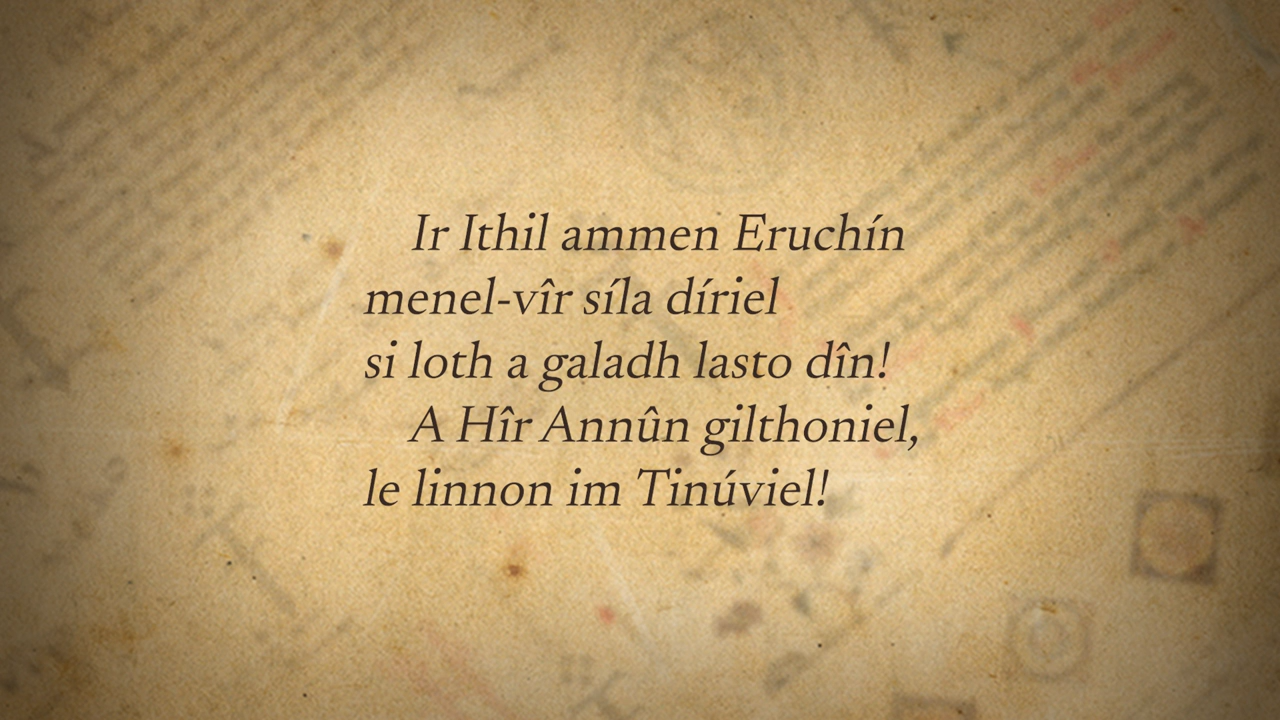 Ir Ithil ammen Eruchín
menel-vîr síla díriel
si loth a galadh lasto dîn!
A Hîr Annûn gilthoniel,
le linnon im Tinúviel!